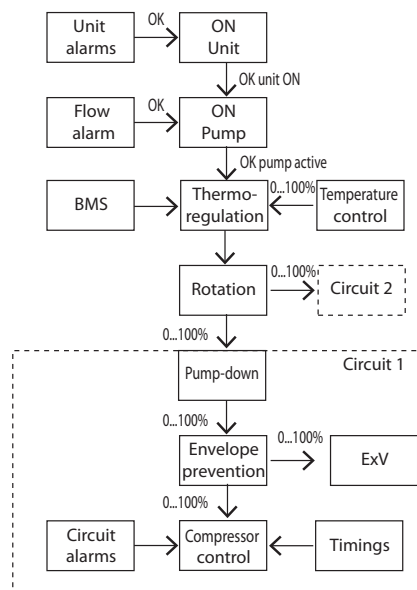 Unit
alarms
OK
ON
Unit
OK unit ON
Flow
alarm
OK
ON
Pump
OK pump active
BMS
Thermo-
regulation
0...100%
Temperature
control
Rotation
0...100%
Circuit 2
0...100%
Circuit 1
Pump-down
0...100%
Envelope
prevention
0...100%
ExV
0...100%
Circuit
alarms
Compressor
control
Timings